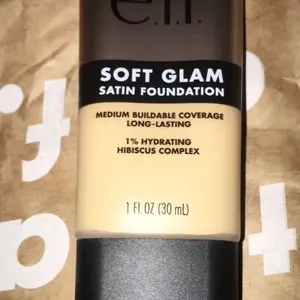 e.l.f.
SOFT GLAM
SATIN FOUNDATION
MEDIUM BUILDABLE COVERAGE
LONG-LASTING
1% HYDRATING
HIBISCUS COMPLEX
1 FL OZ (30 mL)